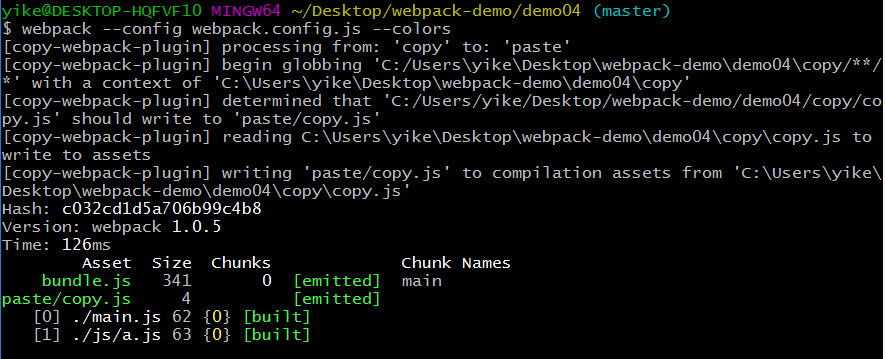 yike@DESKTOP-HQFVF10 MINGW64 ~/Desktop/webpack-demo/demo04 (master)
$ webpack --config webpack.config.js --colors
[copy-webpack-plugin] processing from: 'copy' to: 'paste'
[copy-webpack-plugin] begin globbing 'C:/Users\yike\Desktop\webpack-demo\demo04\copy/**/
*' with a context of 'C:\Users\yike\Desktop\webpack-demo\demo04\copy'
[copy-webpack-plugin] determined that 'C:/Users/yike/Desktop/webpack-demo/demo04/copy/co
py.js' should write to 'paste/copy.js'
[copy-webpack-plugin] reading C:\Users\yike\Desktop\webpack-demo\demo04\copy\copy.js to
write to assets
[copy-webpack-plugin] writing 'paste/copy.js' to compilation assets from 'C:\Users\yike\
Desktop\webpack-demo\demo04\copy\copy.js'
Hash: c032cd1d5a706b99c4b8
Version: webpack 1.0.5
Time: 126ms
Asset Size Chunks Chunk Names
bundle.js 341 0 [emitted] main
paste/copy.js 4 [emitted]
[0] ./main.js 62 {0} [built]
[1] ./js/a.js 63 {0} [built]